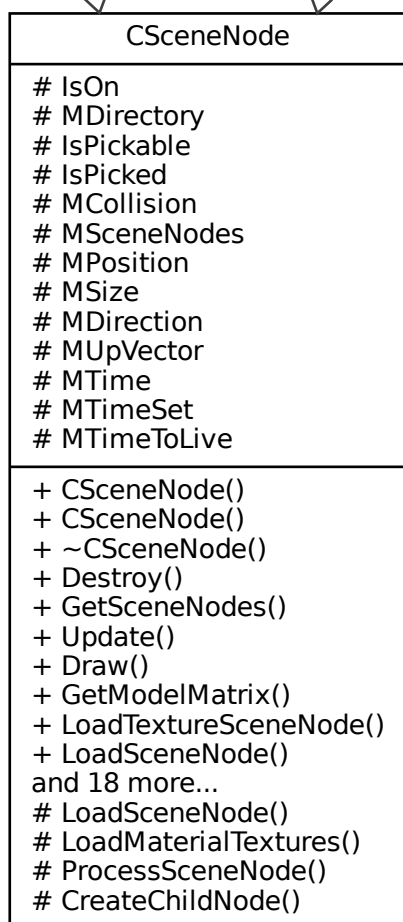 CSceneNode
# IsOn
# MDirectory
# IsPickable
# IsPicked
# MCollision
# MSceneNodes
# MPosition
# MSize
# MDirection
# MUpVector
# MTime
# MTimeSet
# MTimeToLive
+ CSceneNode()
+ CSceneNode()
+ ~CSceneNode()
+ Destroy()
+ GetSceneNodes()
+ Update()
+ Draw()
+ GetModelMatrix()
+ LoadTextureSceneNode()
+ LoadSceneNode()
and 18 more...
# LoadSceneNode()
# LoadMaterialTextures()
# ProcessSceneNode()
# CreateChildNode()